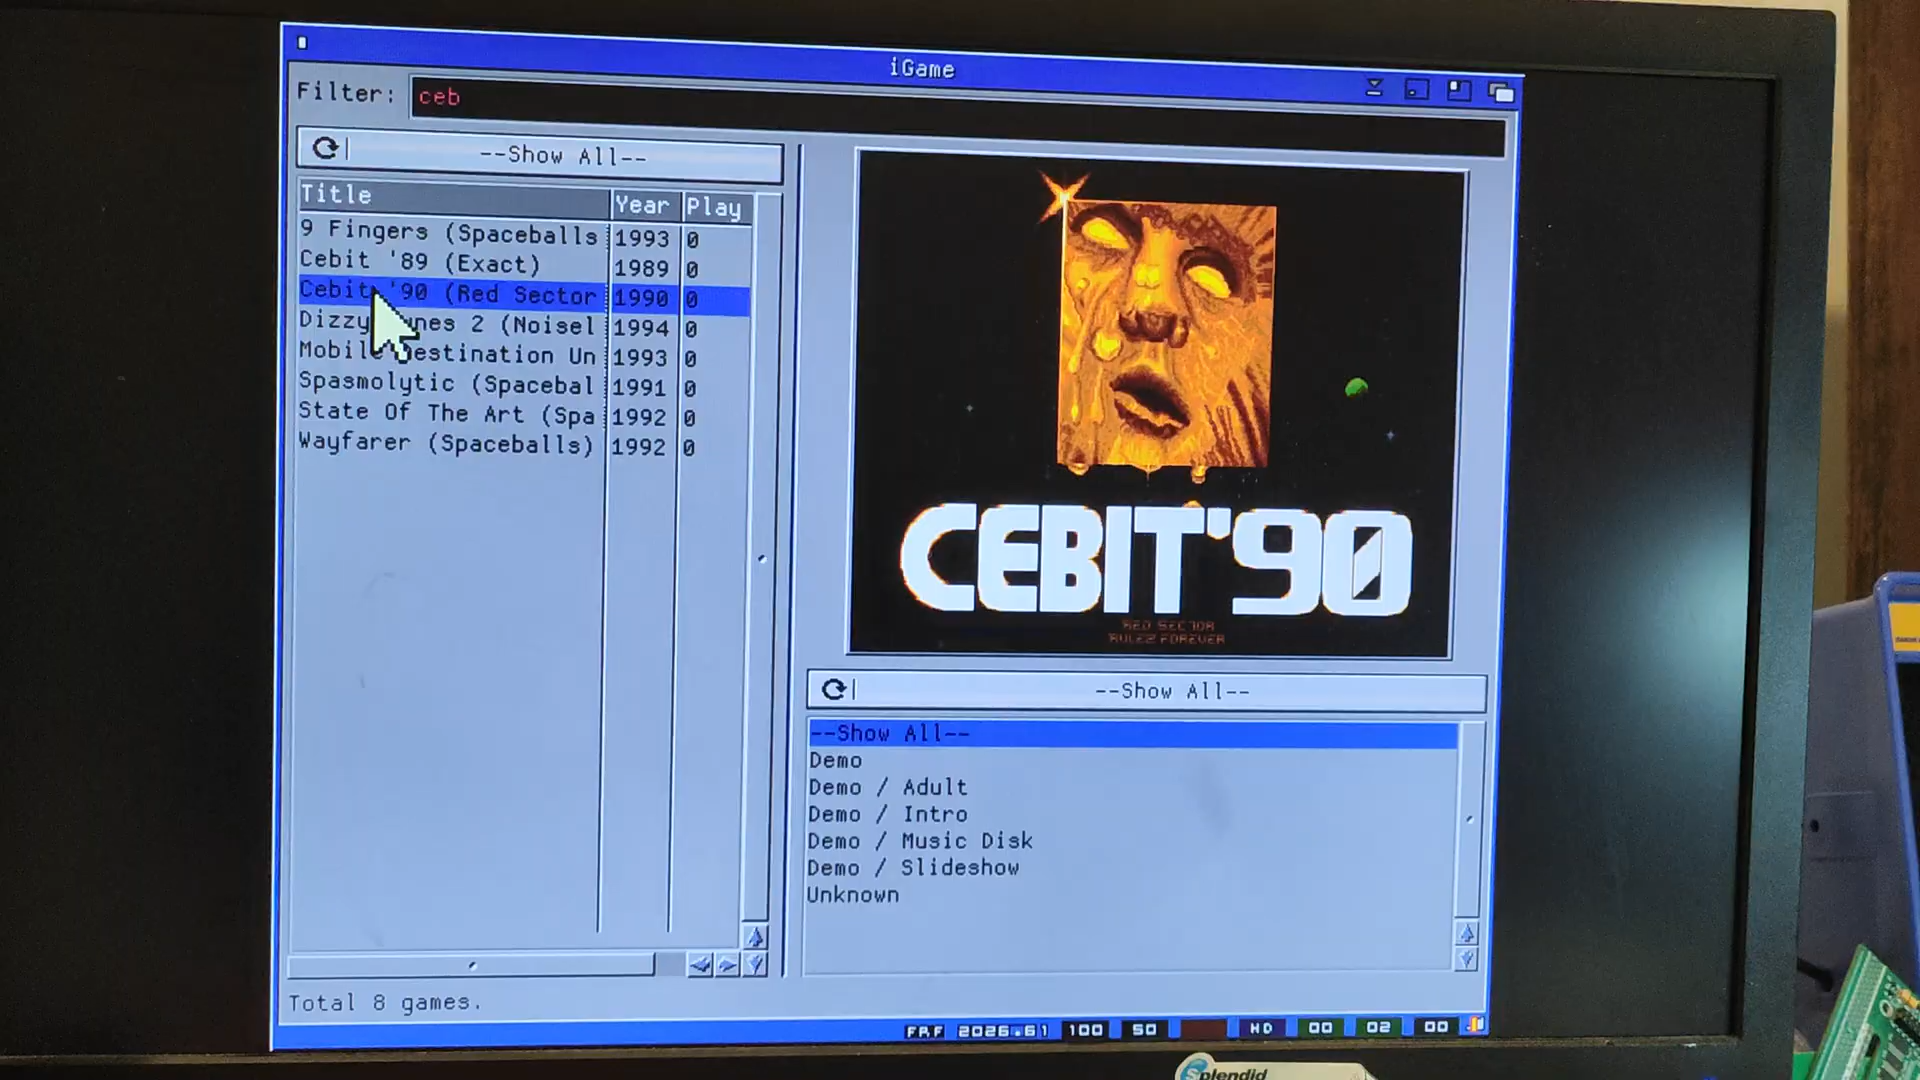 iGame
Filter: ceb
--Show All--
Title Year Play
9 Fingers (Spaceballs 1993 0
Cebit '89 (Exact) 1989 0
Cebit '90 (Red Sector 1990 0
Dizzy unes 2 (Noisel 1994 0
Mobile Destination Un 1993 0
Spasmolytic (Spacebal 1991 0
State Of The Art (Spa 1992 0
Wayfarer (Spaceballs) 1992 0
Total 8 games.
CEBIT'90
RED SECTOR
RULEZ FOREVER
--Show All--
--Show All--
Demo
Demo / Adult
Demo / Intro
Demo / Music Disk
Demo / Slideshow
Unknown
2026.61 100 50 HD 00 02 00
Splendid